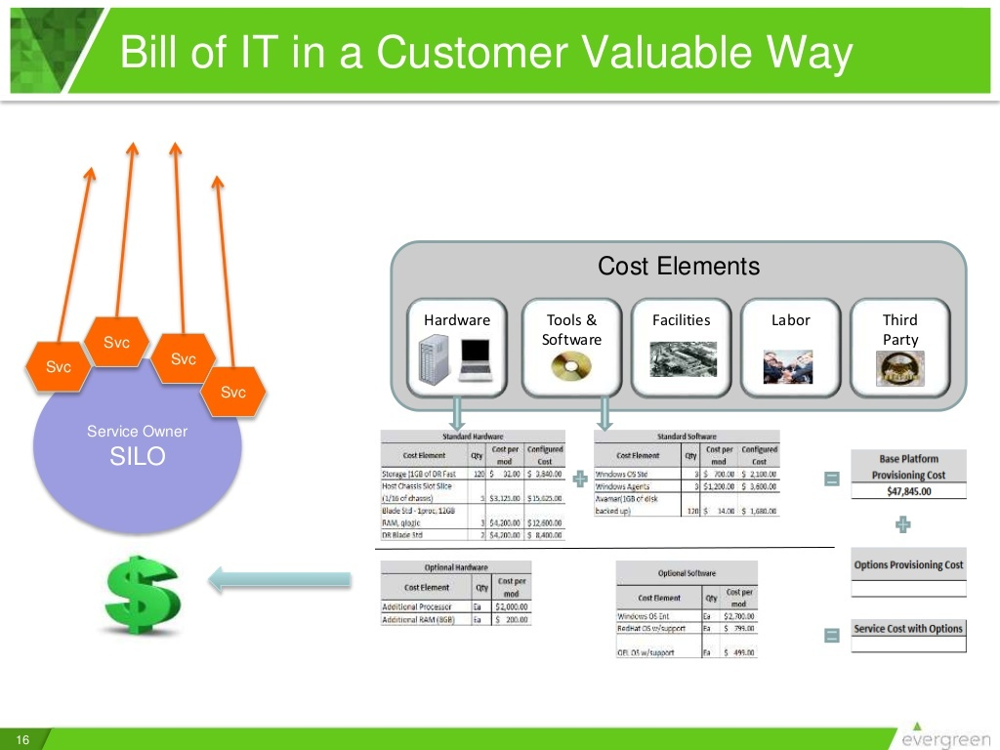 Bill of IT in a Customer Valuable Way
Svc
Svc
Svc
Svc
Service Owner
SILO
Cost Elements
Hardware
Tools &
Software
Facilities
Labor
Third
Party
Standard Hardware
Cost Element Qty Cost per mod Configured Cost
Storage (1GB of DR Fast 120 $ 32.00 $ 3,840.00
Host Chassis Slot Slice
(1/16 of chassis) 5 $3,125.00 $15,625.00
Blade Std - 1proc, 12GB
RAM, qlogic 3 $4,200.00 $12,600.00
DR Blade Std 2 $4,200.00 $ 8,400.00
Standard Software
Cost Element Qty Cost per mod Configured Cost
Windows OS Std 3 $ 700.00 $ 2,100.00
Windows Agents 3 $1,200.00 $ 3,600.00
Avamar(1GB of disk
backed up) 120 $ 14.00 $ 1,680.00
Base Platform
Provisioning Cost
$47,845.00
Optional Hardware
Cost Element Qty Cost per mod
Additional Processor Ea $2,000.00
Additional RAM (8GB) Ea $ 200.00
Optional Software
Cost Element Qty Cost per mod
Windows OS Ent Ea $2,700.00
RedHat OS w/support Ea $ 799.00
OEL OS w/support Ea $ 499.00
Options Provisioning Cost
Service Cost with Options
16
evergreen